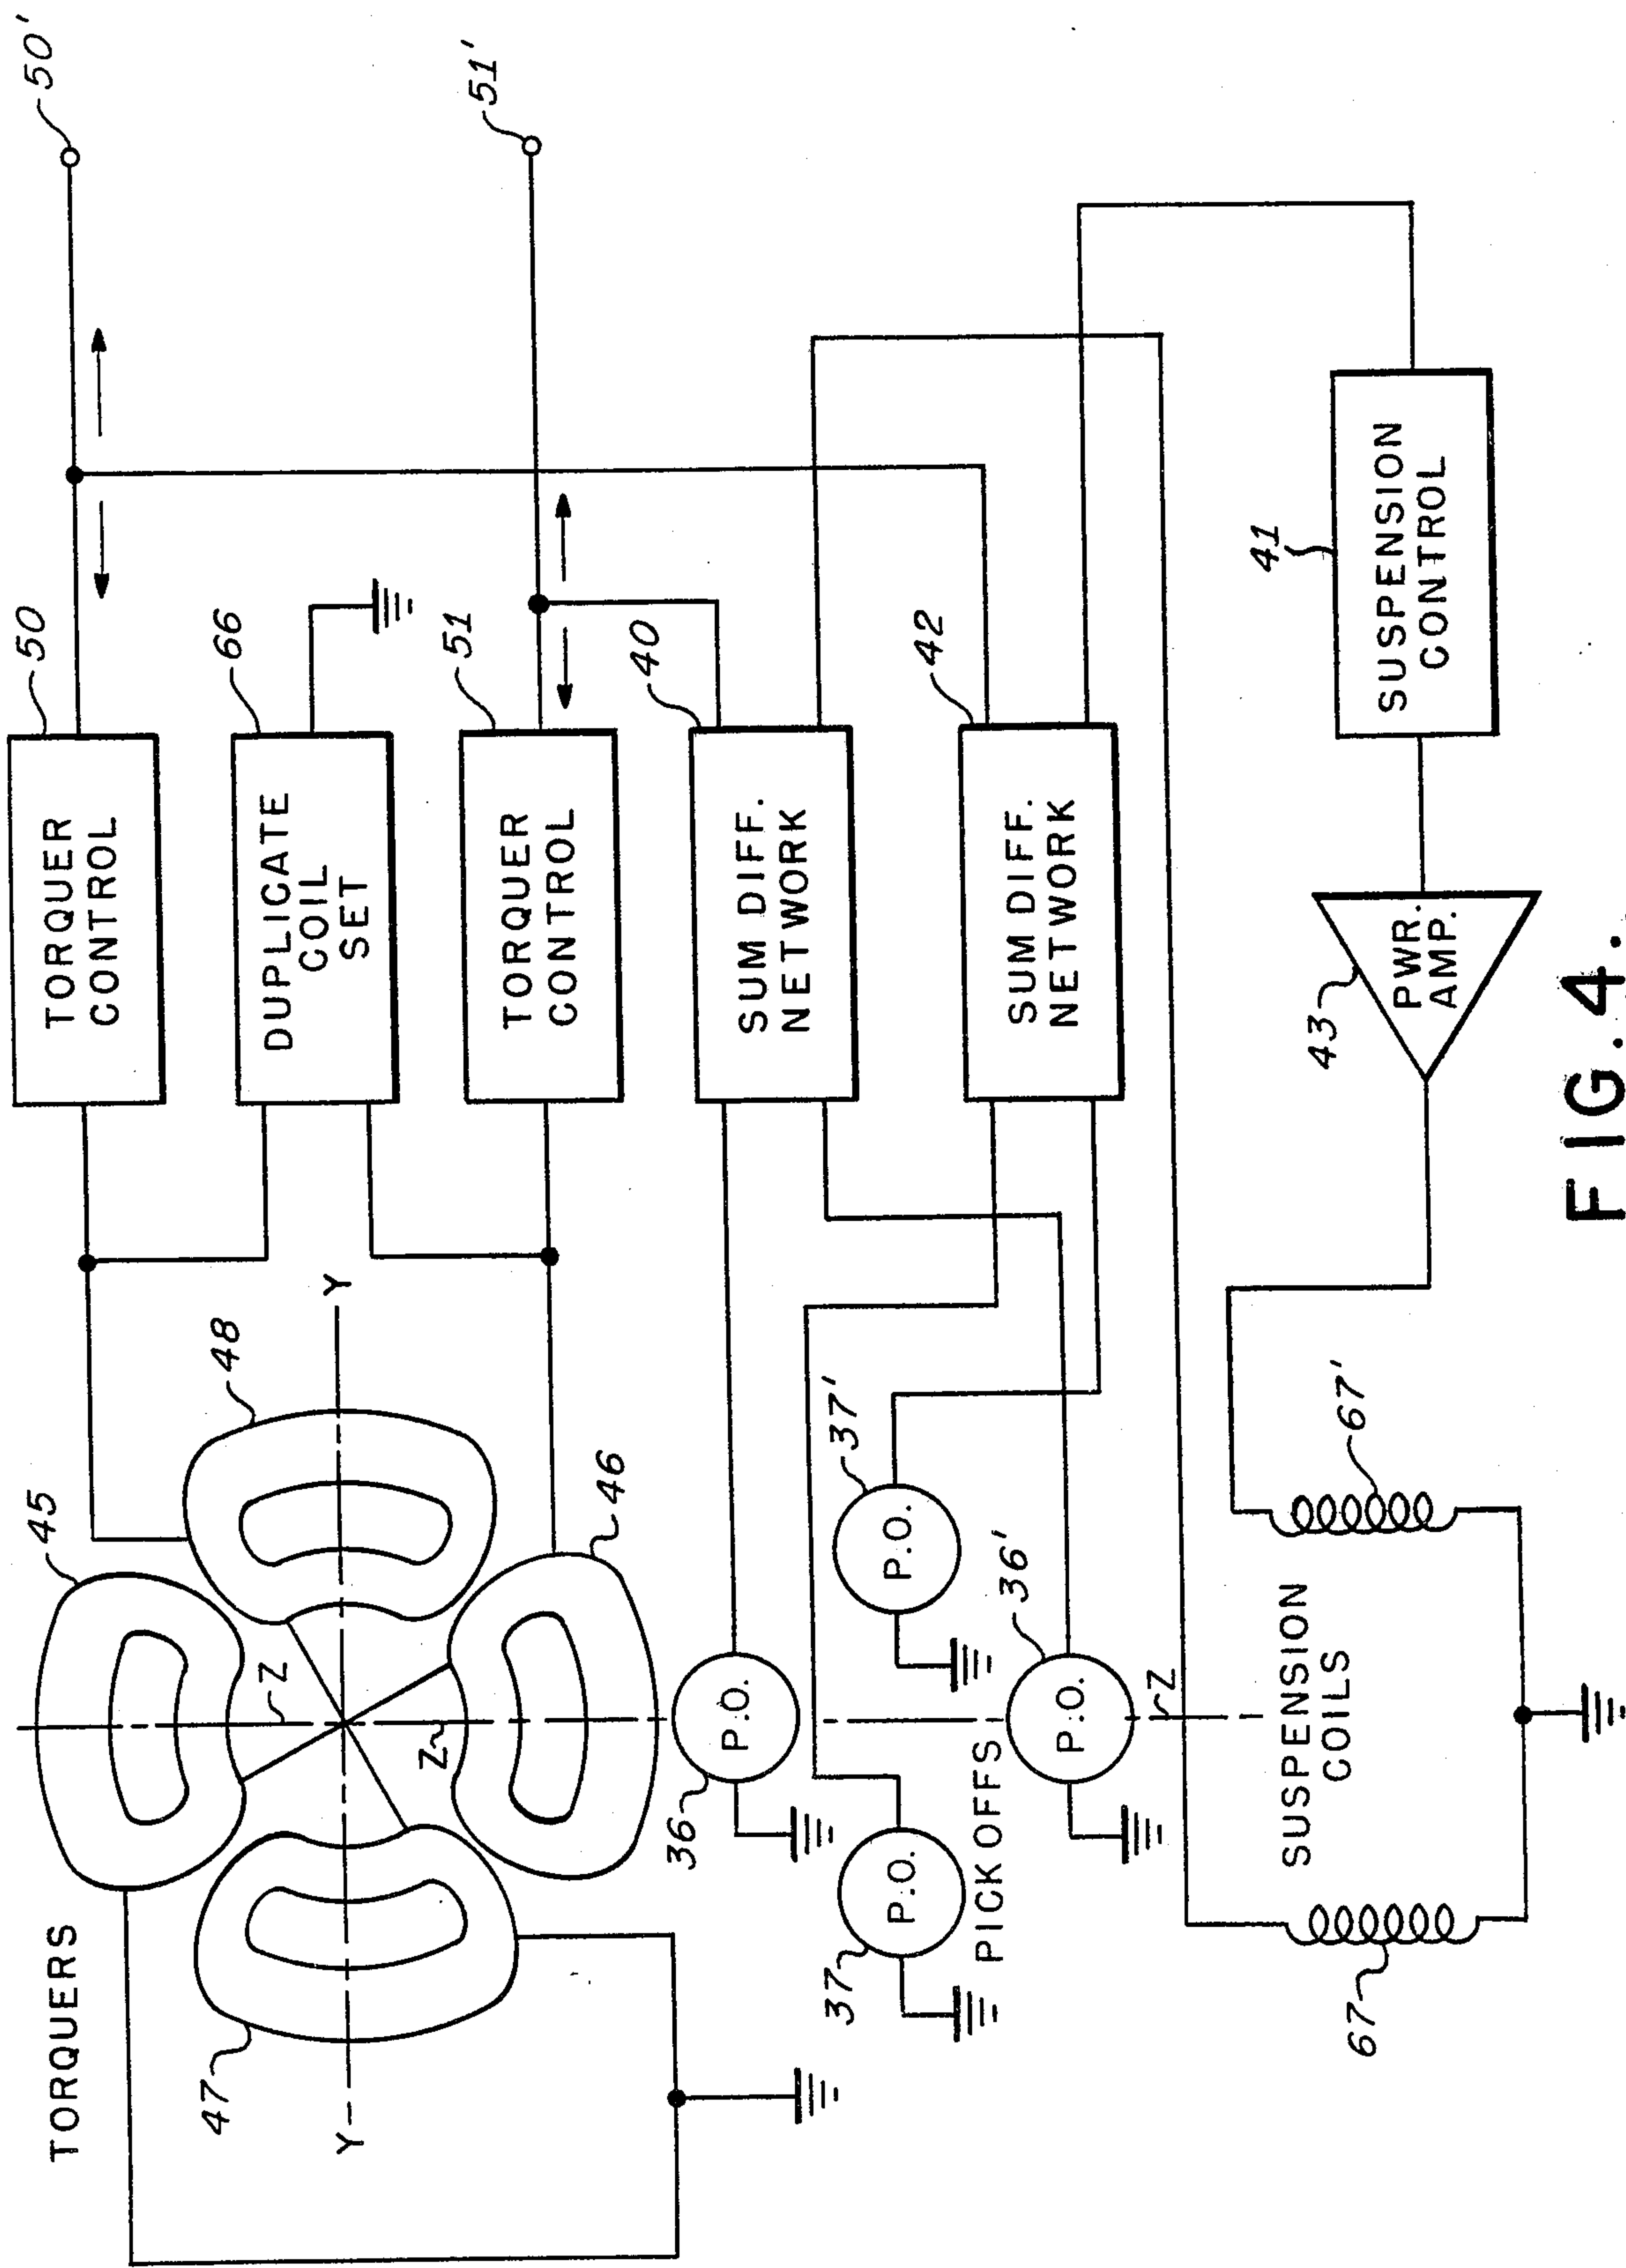 TORQUERS
45
47
48
46
Y
Y
Z
Z
Z
TORQUER
CONTROL
50
50'
DUPLICATE
COIL
SET
66
TORQUER
CONTROL
51
51'
SUM DIFF.
NETWORK
40
SUM DIFF.
NETWORK
42
P.O.
36
P.O.
37
P.O.
37'
P.O.
36'
PICKOFFS
SUSPENSION
COILS
67
67'
PWR.
AMP.
43
SUSPENSION
CONTROL
41
FIG.4.